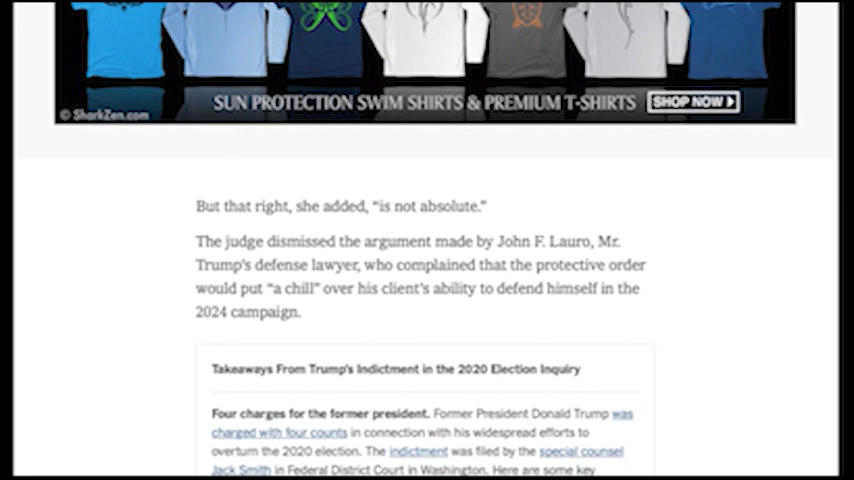 SUN PROTECTION SWIM SHIRTS & PREMIUM T-SHIRTS
SHOP NOW
© SharkZen.com
But that right, she added, “is not absolute.”
The judge dismissed the argument made by John F. Lauro, Mr.
Trump’s defense lawyer, who complained that the protective order
would put “a chill” over his client’s ability to defend himself in the
2024 campaign.
Takeaways From Trump’s Indictment in the 2020 Election Inquiry
Four charges for the former president. Former President Donald Trump was
charged with four counts in connection with his widespread efforts to
overturn the 2020 election. The indictment was filed by the special counsel
Jack Smith in Federal District Court in Washington. Here are some key